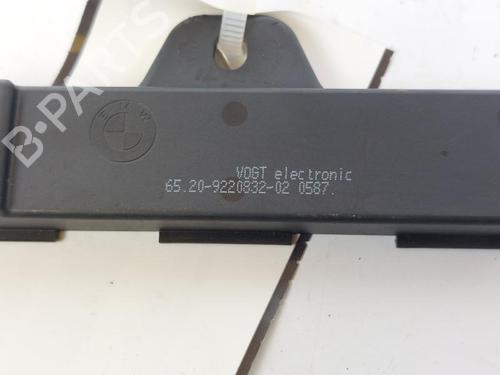 BMW
VOGT electronic
65.20-9220832-02 0587.
B-PARTS